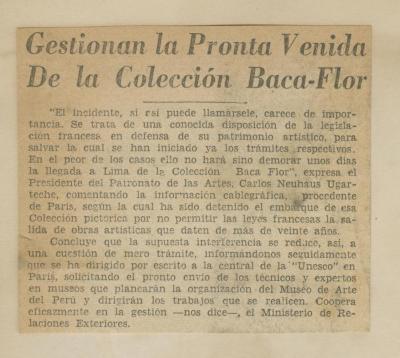 Gestionan la Pronta Venida
De la Colección Baca-Flor
"El incidente, si así puede llamársele, carece de impor-
tancia. Se trata de una conocida disposición de la legisla-
ción francesa en defensa de su patrimonio artístico, para
salvar la cual se han iniciado ya los trámites respectivos.
En el peor de los casos ello no hará sino demorar unos días
la llegada a Lima de la Colección Baca Flor", expresa el
Presidente del Patronato de las Artes, Carlos Neuhaus Ugar-
teche, comentando la información cablegráfica, procedente
de París, según la cual ha sido detenido el embarque de esa
Colección pictórica por no permitir las leyes francesas la sa-
lida de obras artísticas que daten de más de veinte años.
Concluye que la supuesta interferencia se reduce, así, a
una cuestión de mero trámite, informándonos seguidamente
que se ha dirigido por escrito a la central de la "Unesco" en
París, solicitando el pronto envío de los técnicos y expertos
en museos que planearán la organización del Museo de Arte
del Perú y dirigirán los trabajos que se realicen. Coopera
eficazmente en la gestión —nos dice—, el Ministerio de Re-
laciones Exteriores.